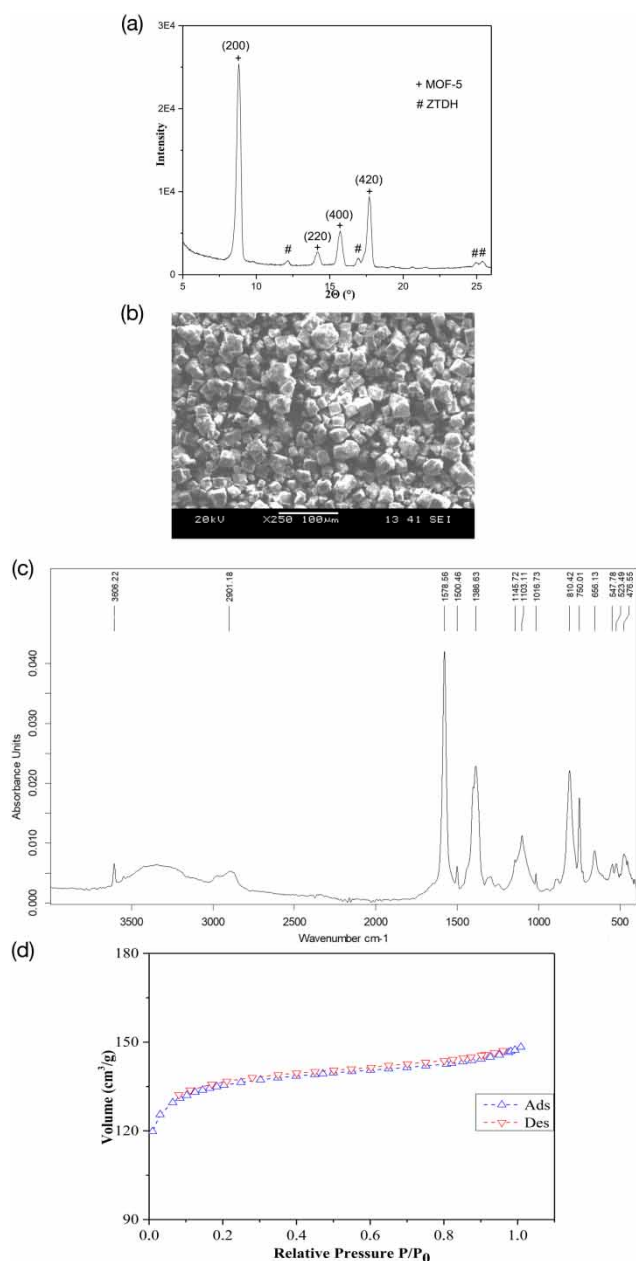 (a)
3E4
(200)
+
+ MOF-5
# ZTDH
2E4
Intensity
(420)
+
1E4
(400)
+
(220)
+
#
#
##
0
5 10 15 20 25
2Θ (°)
(b)
20kV X250 100μm 13 41 SEI
(c)
3606.22
2901.18
1578.56
1500.46
1386.63
1145.72
1103.11
1016.73
810.42
750.01
656.13
547.78
523.49
476.55
0.040
0.030
0.020
0.010
0.000
Absorbance Units
3500 3000 2500 2000 1500 1000 500
Wavenumber cm-1
(d)
180
150
120
90
Volume (cm³/g)
Ads
Des
0.0 0.2 0.4 0.6 0.8 1.0
Relative Pressure P/P₀